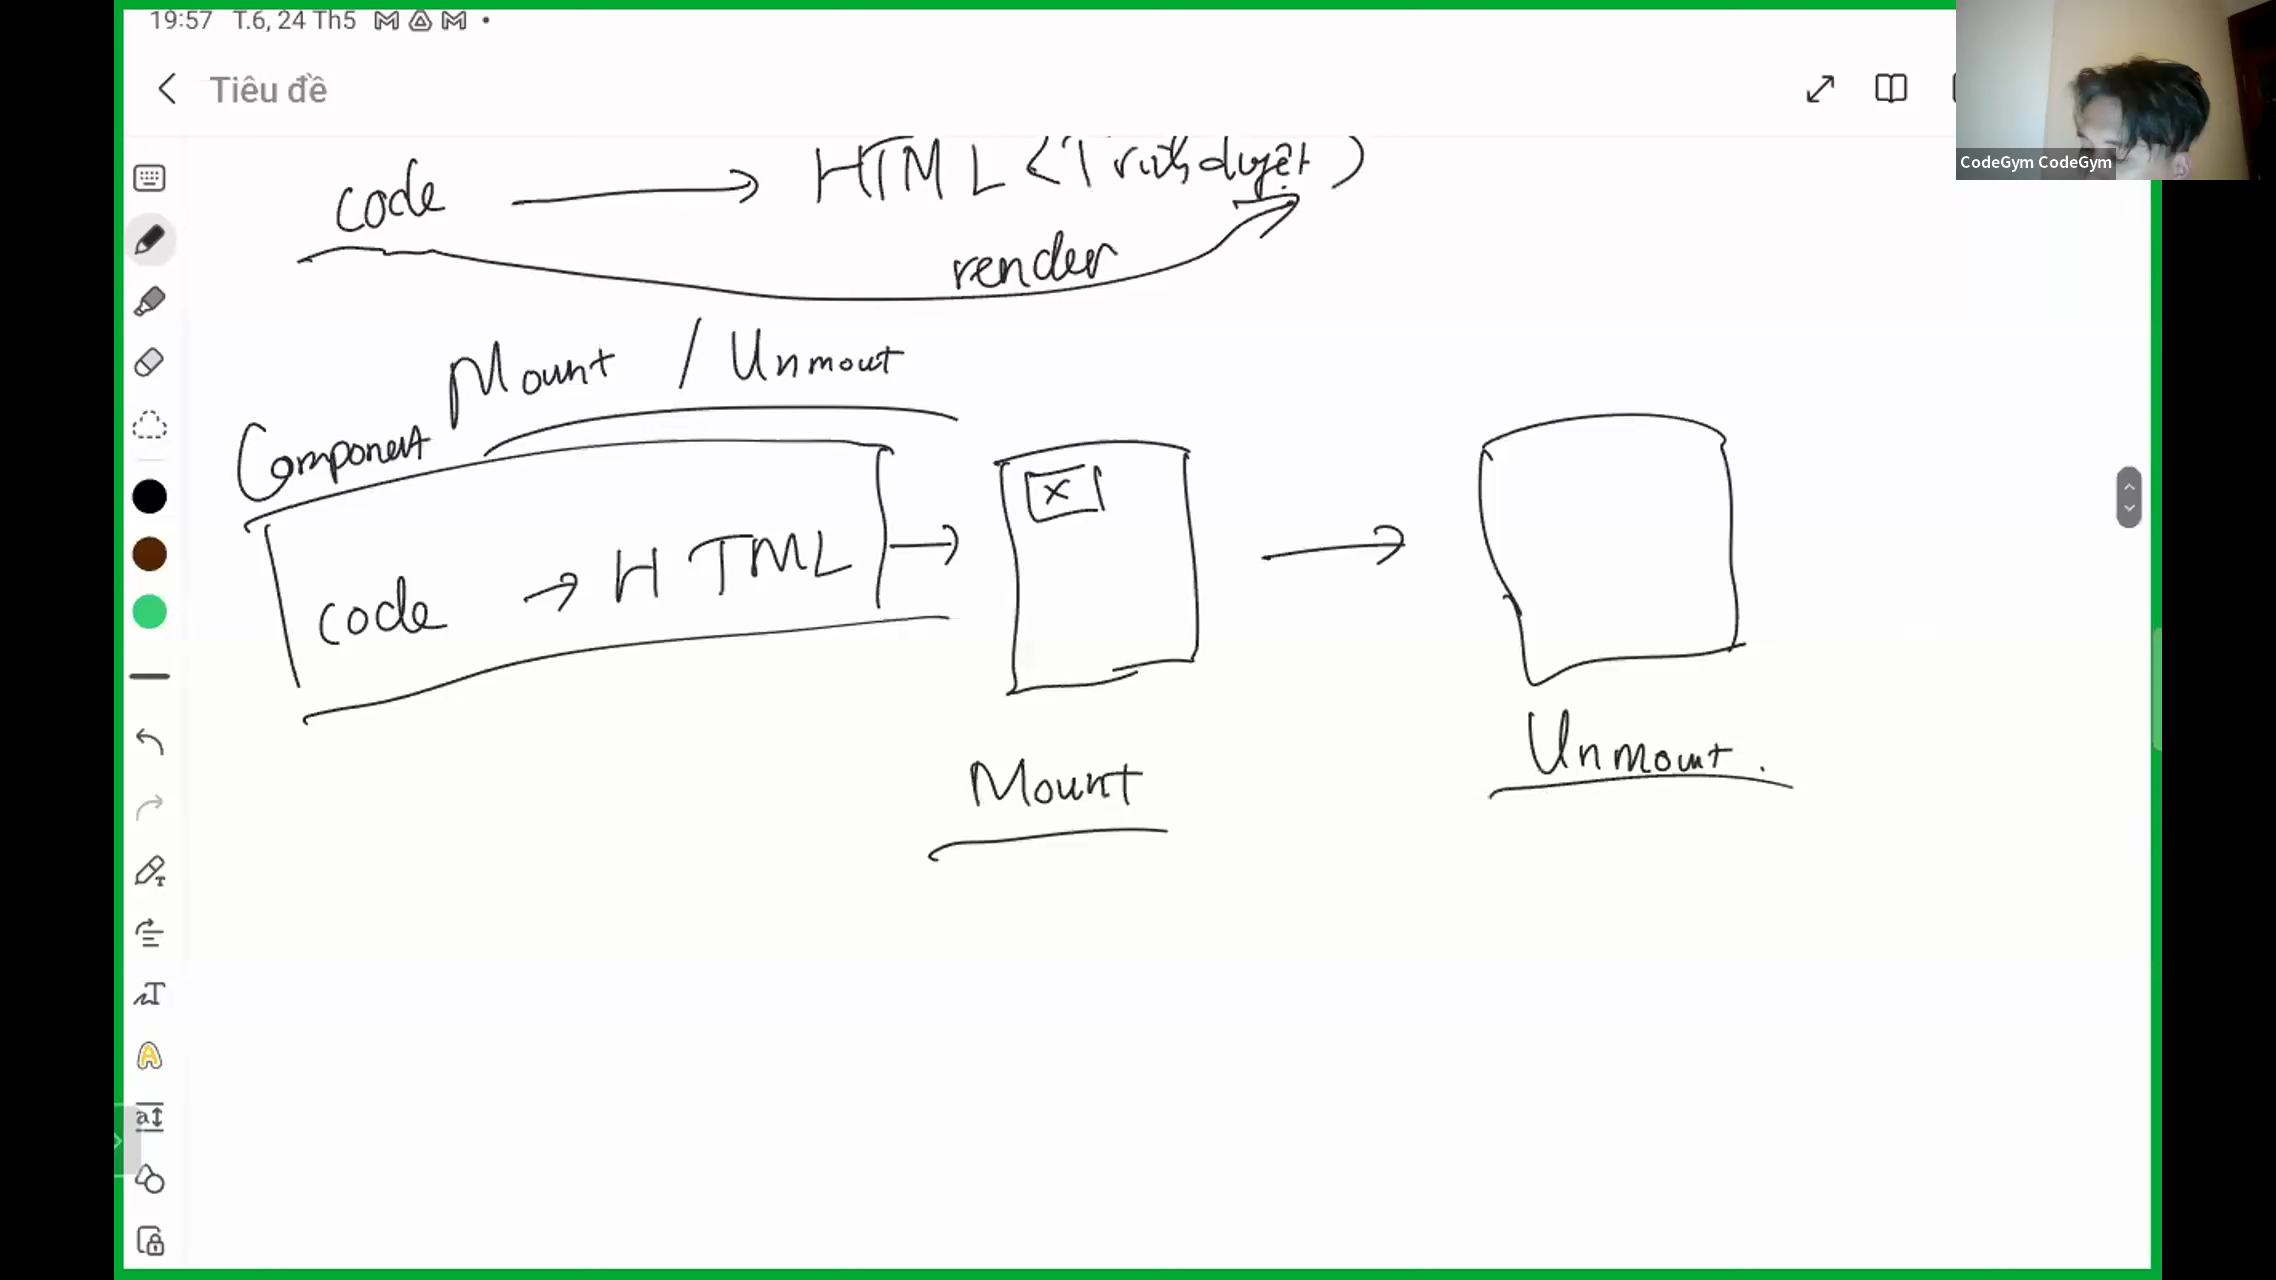 19:57 T.6, 24 Th5
Tiêu đề
CodeGym CodeGym
code → HTML (Trình duyệt)
render
Mount / Unmout
Component
code → HTML → x →
Mount
Unmount.